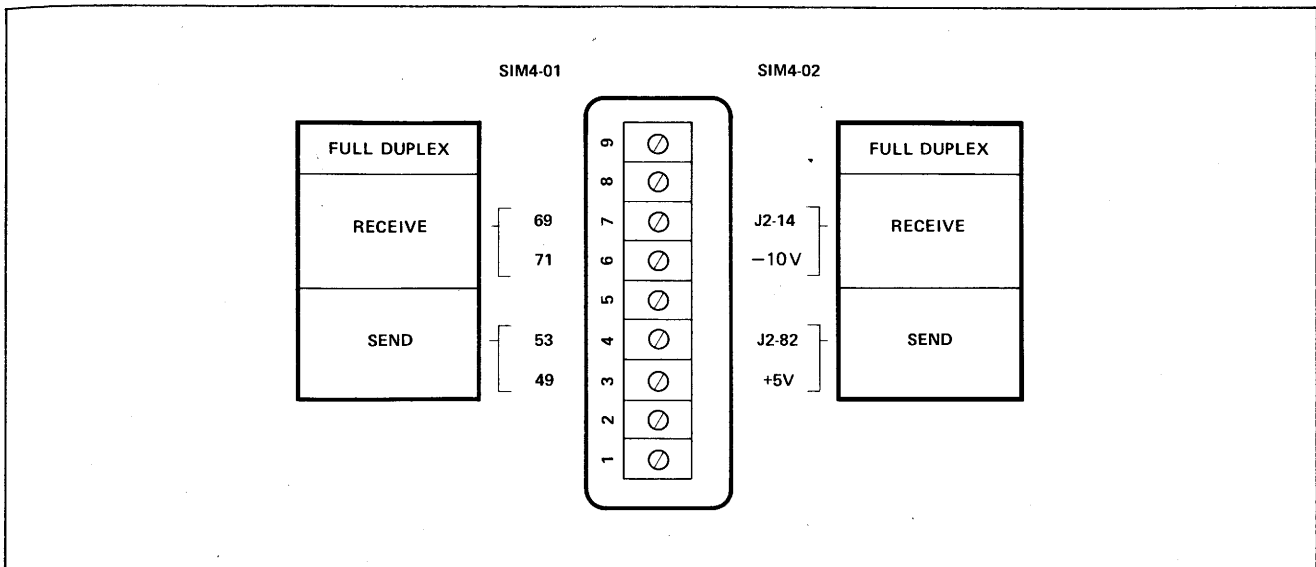 SIM4-01 SIM4-02
FULL DUPLEX 9 FULL DUPLEX
8
RECEIVE 69 7 J2-14 RECEIVE
71 6 −10V
5
SEND 53 4 J2-82 SEND
49 3 +5V
2
1